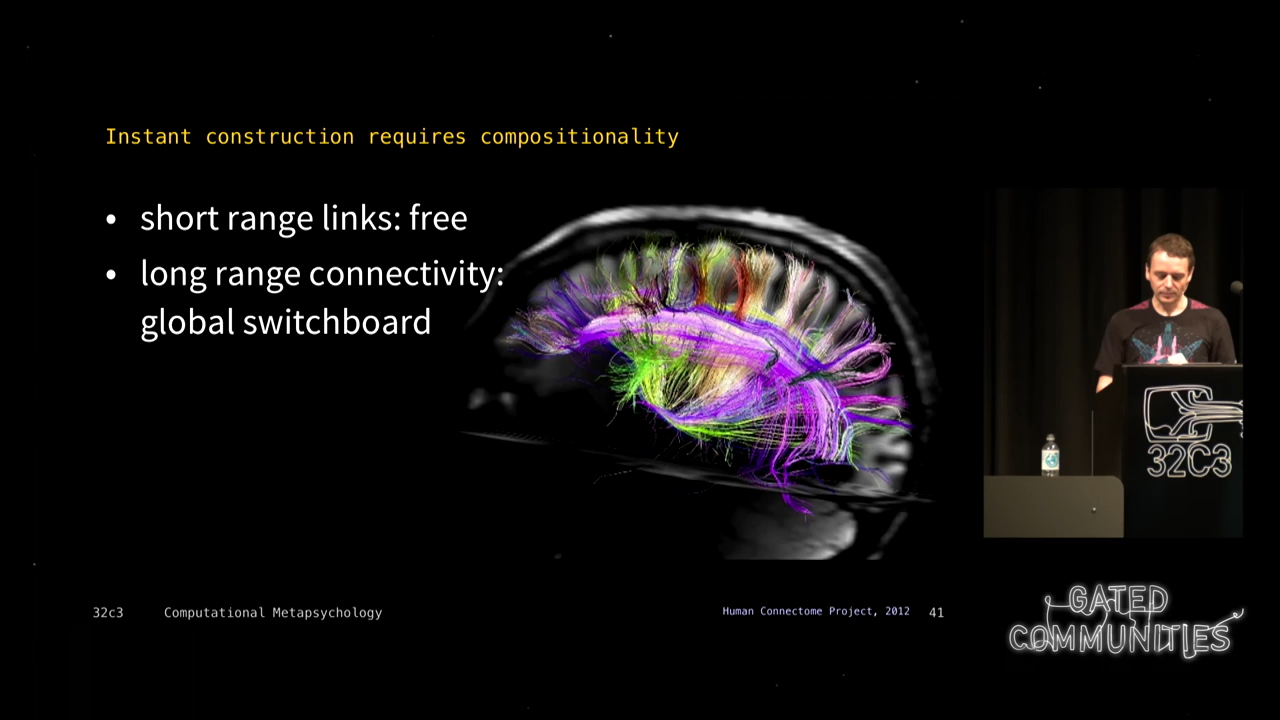 Instant construction requires compositionality
• short range links: free
• long range connectivity:
global switchboard
32C3
32c3
Computational Metapsychology
Human Connectome Project, 2012
41
GATED
COMMUNITIES